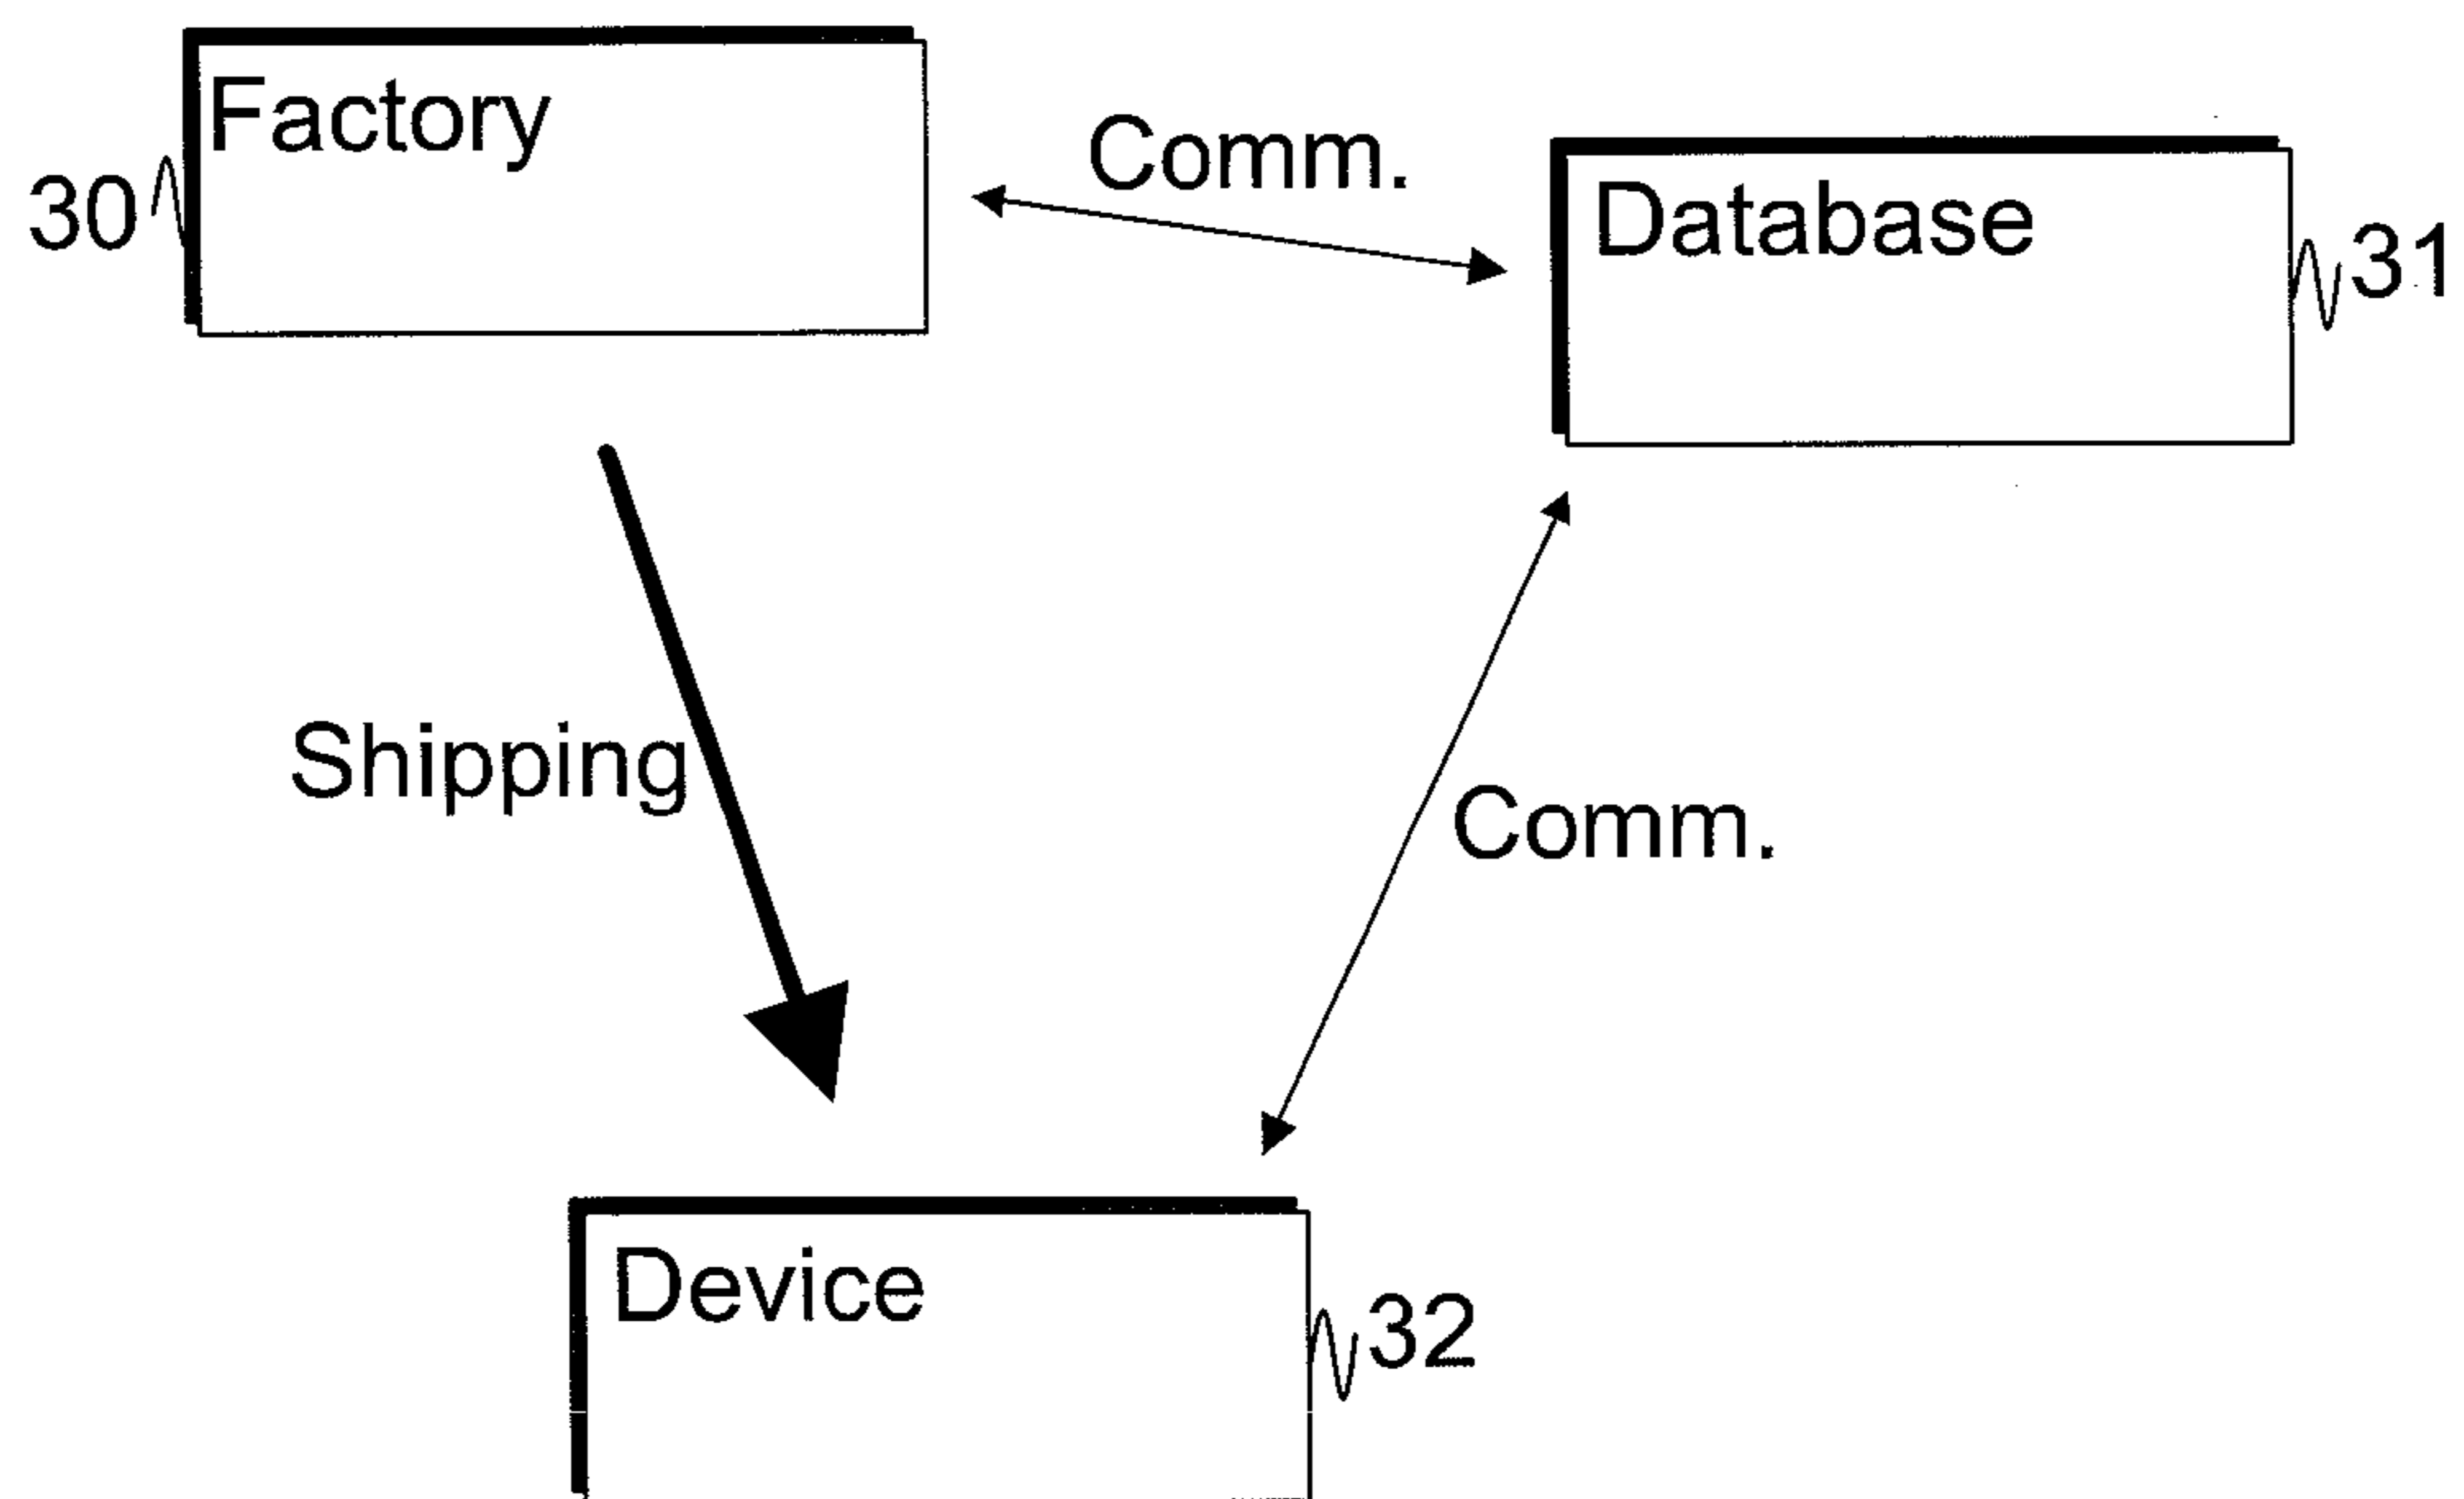 Factory
30
Comm.
Database
31
Shipping
Comm.
Device
32